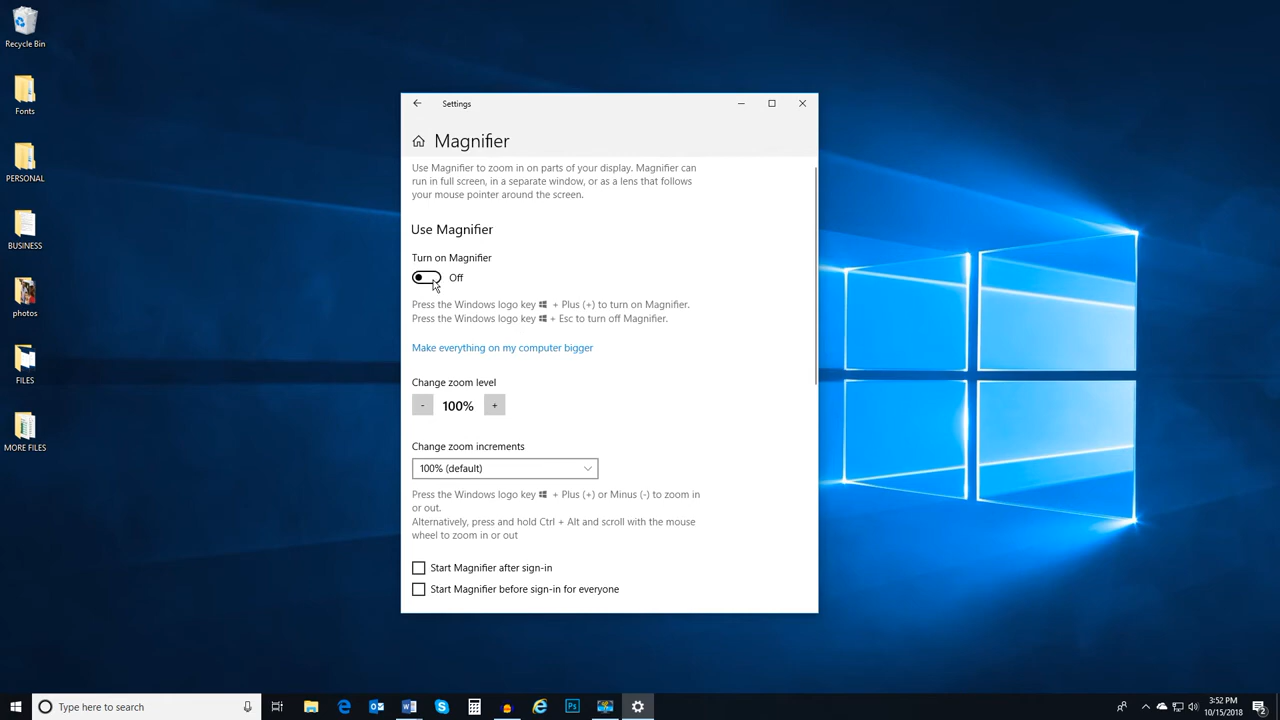 Recycle Bin
Fonts
PERSONAL
BUSINESS
photos
FILES
MORE FILES
Settings
Magnifier
Use Magnifier to zoom in on parts of your display. Magnifier can
run in full screen, in a separate window, or as a lens that follows
your mouse pointer around the screen.
Use Magnifier
Turn on Magnifier
Off
Press the Windows logo key + Plus (+) to turn on Magnifier.
Press the Windows logo key + Esc to turn off Magnifier.
Make everything on my computer bigger
Change zoom level
- 100% +
Change zoom increments
100% (default)
Press the Windows logo key + Plus (+) or Minus (-) to zoom in
or out.
Alternatively, press and hold Ctrl + Alt and scroll with the mouse
wheel to zoom in or out
Start Magnifier after sign-in
Start Magnifier before sign-in for everyone
Type here to search
Ps
3:52 PM
10/15/2018
2